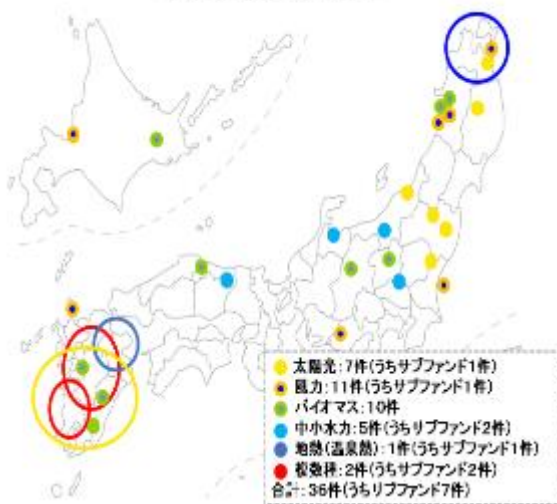 太陽光：7件（うちサブファンド1件）
風力：11件（うちサブファンド1件）
バイオマス：10件
中小水力：5件（うちサブファンド2件）
地熱（温泉熱）：1件（うちサブファンド1件）
複数種：2件（うちサブファンド2件）
合計：36件（うちサブファンド7件）